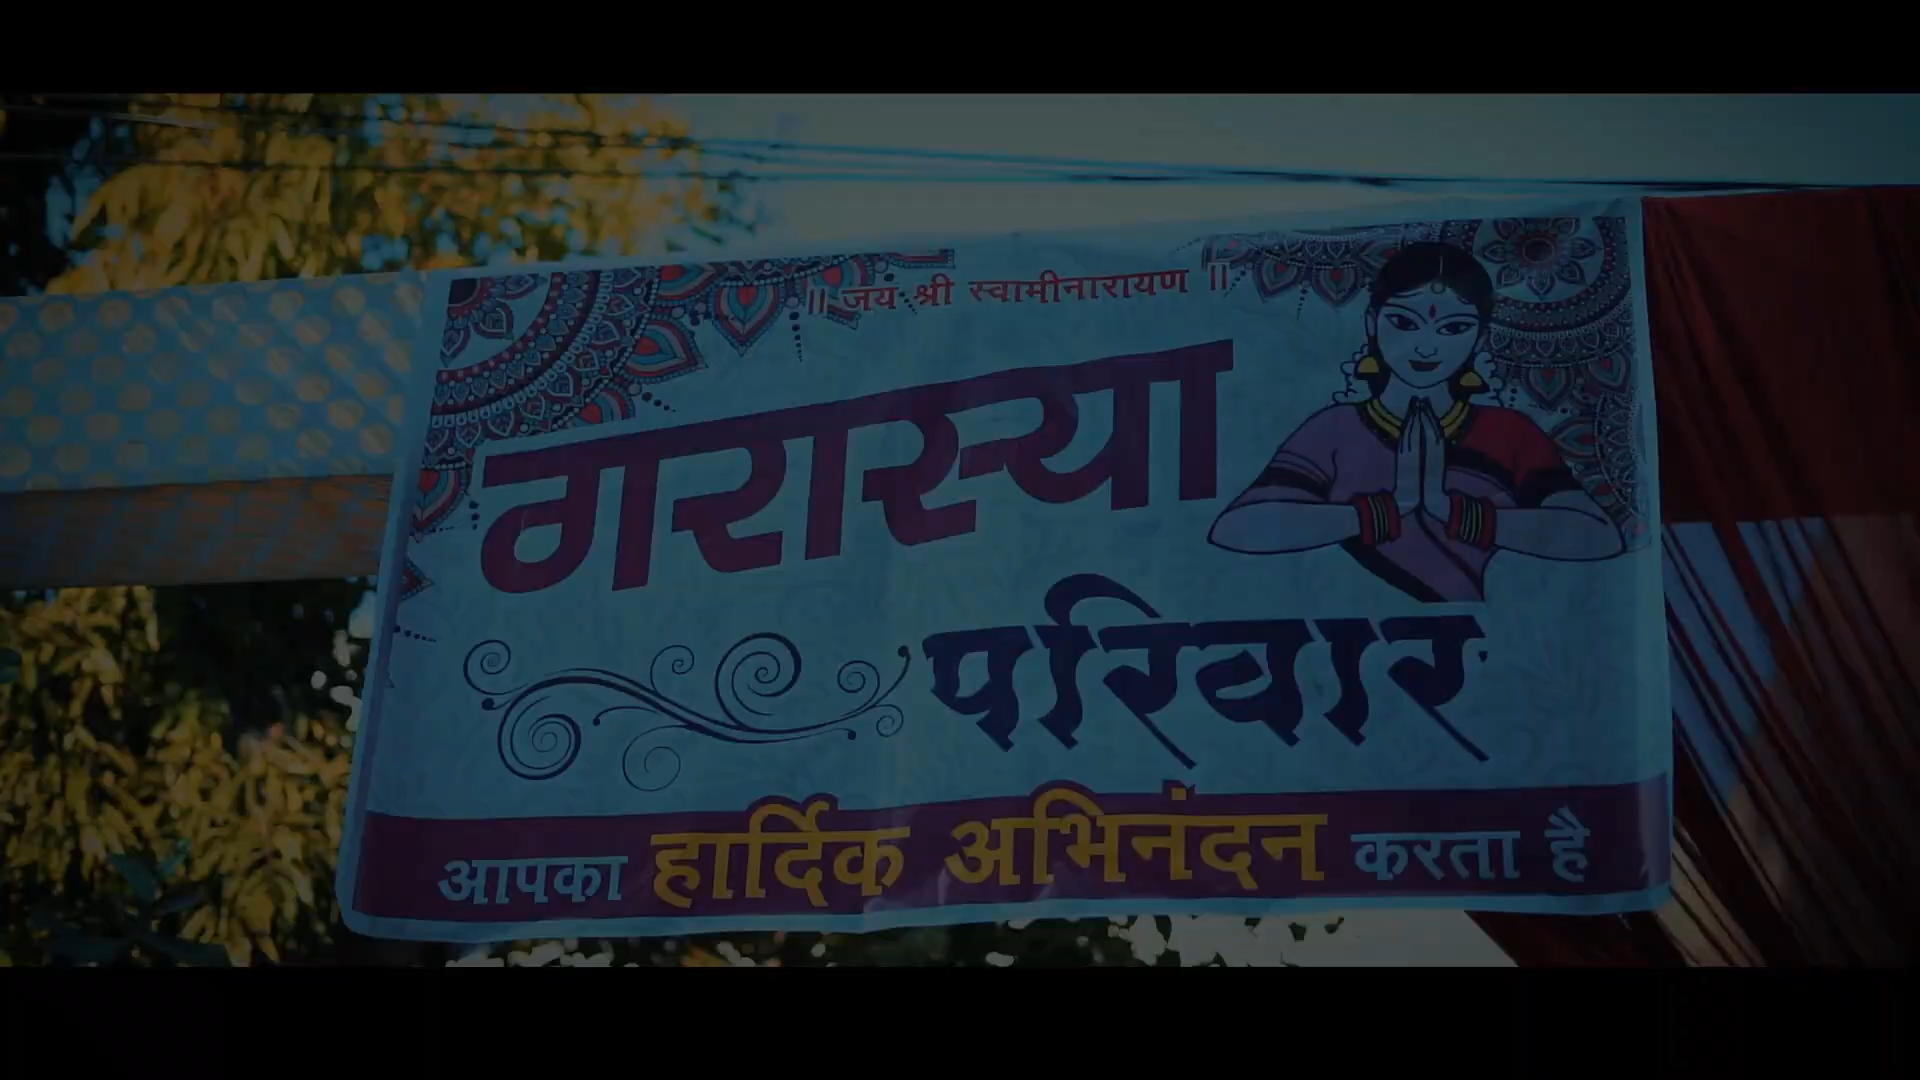 ॥ जय श्री स्वामीनारायण ॥
गरास्या
परिवार
आपका हार्दिक अभिनंदन करता है